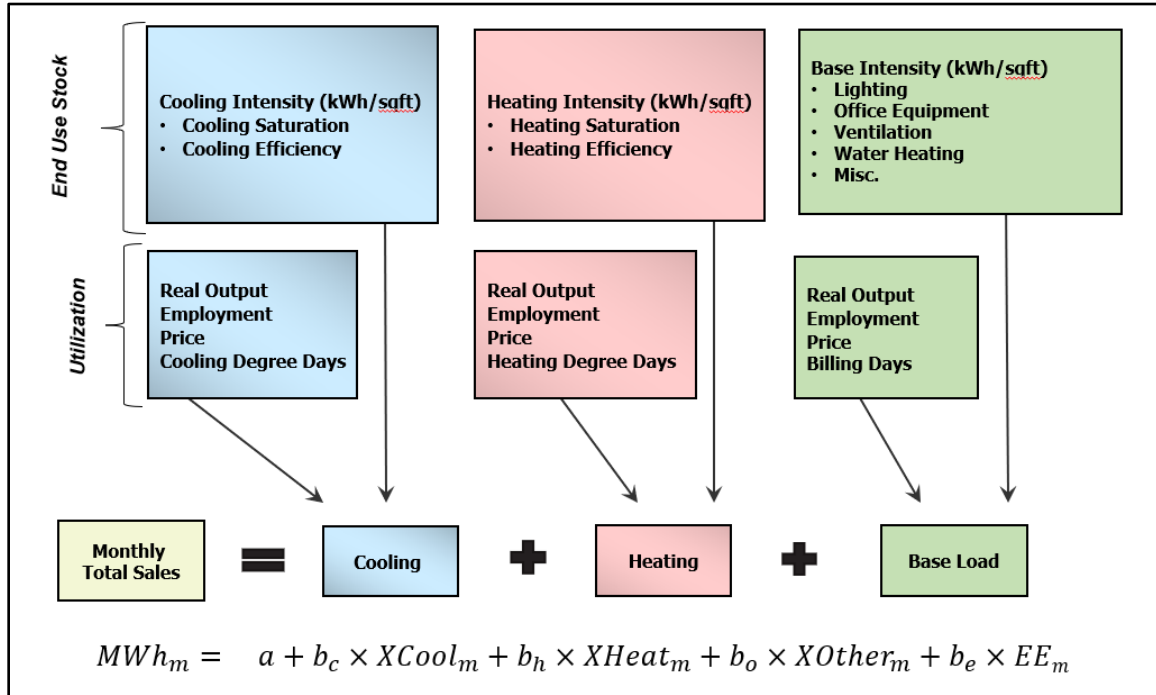 End Use Stock
Cooling Intensity (kWh/sqft)
• Cooling Saturation
• Cooling Efficiency
Heating Intensity (kWh/sqft)
• Heating Saturation
• Heating Efficiency
Base Intensity (kWh/sqft)
• Lighting
• Office Equipment
• Ventilation
• Water Heating
• Misc.
Utilization
Real Output
Employment
Price
Cooling Degree Days
Real Output
Employment
Price
Heating Degree Days
Real Output
Employment
Price
Billing Days
Monthly
Total Sales
=
Cooling
+
Heating
+
Base Load
MWh_m = a + b_c × XCool_m + b_h × XHeat_m + b_o × XOther_m + b_e × EE_m